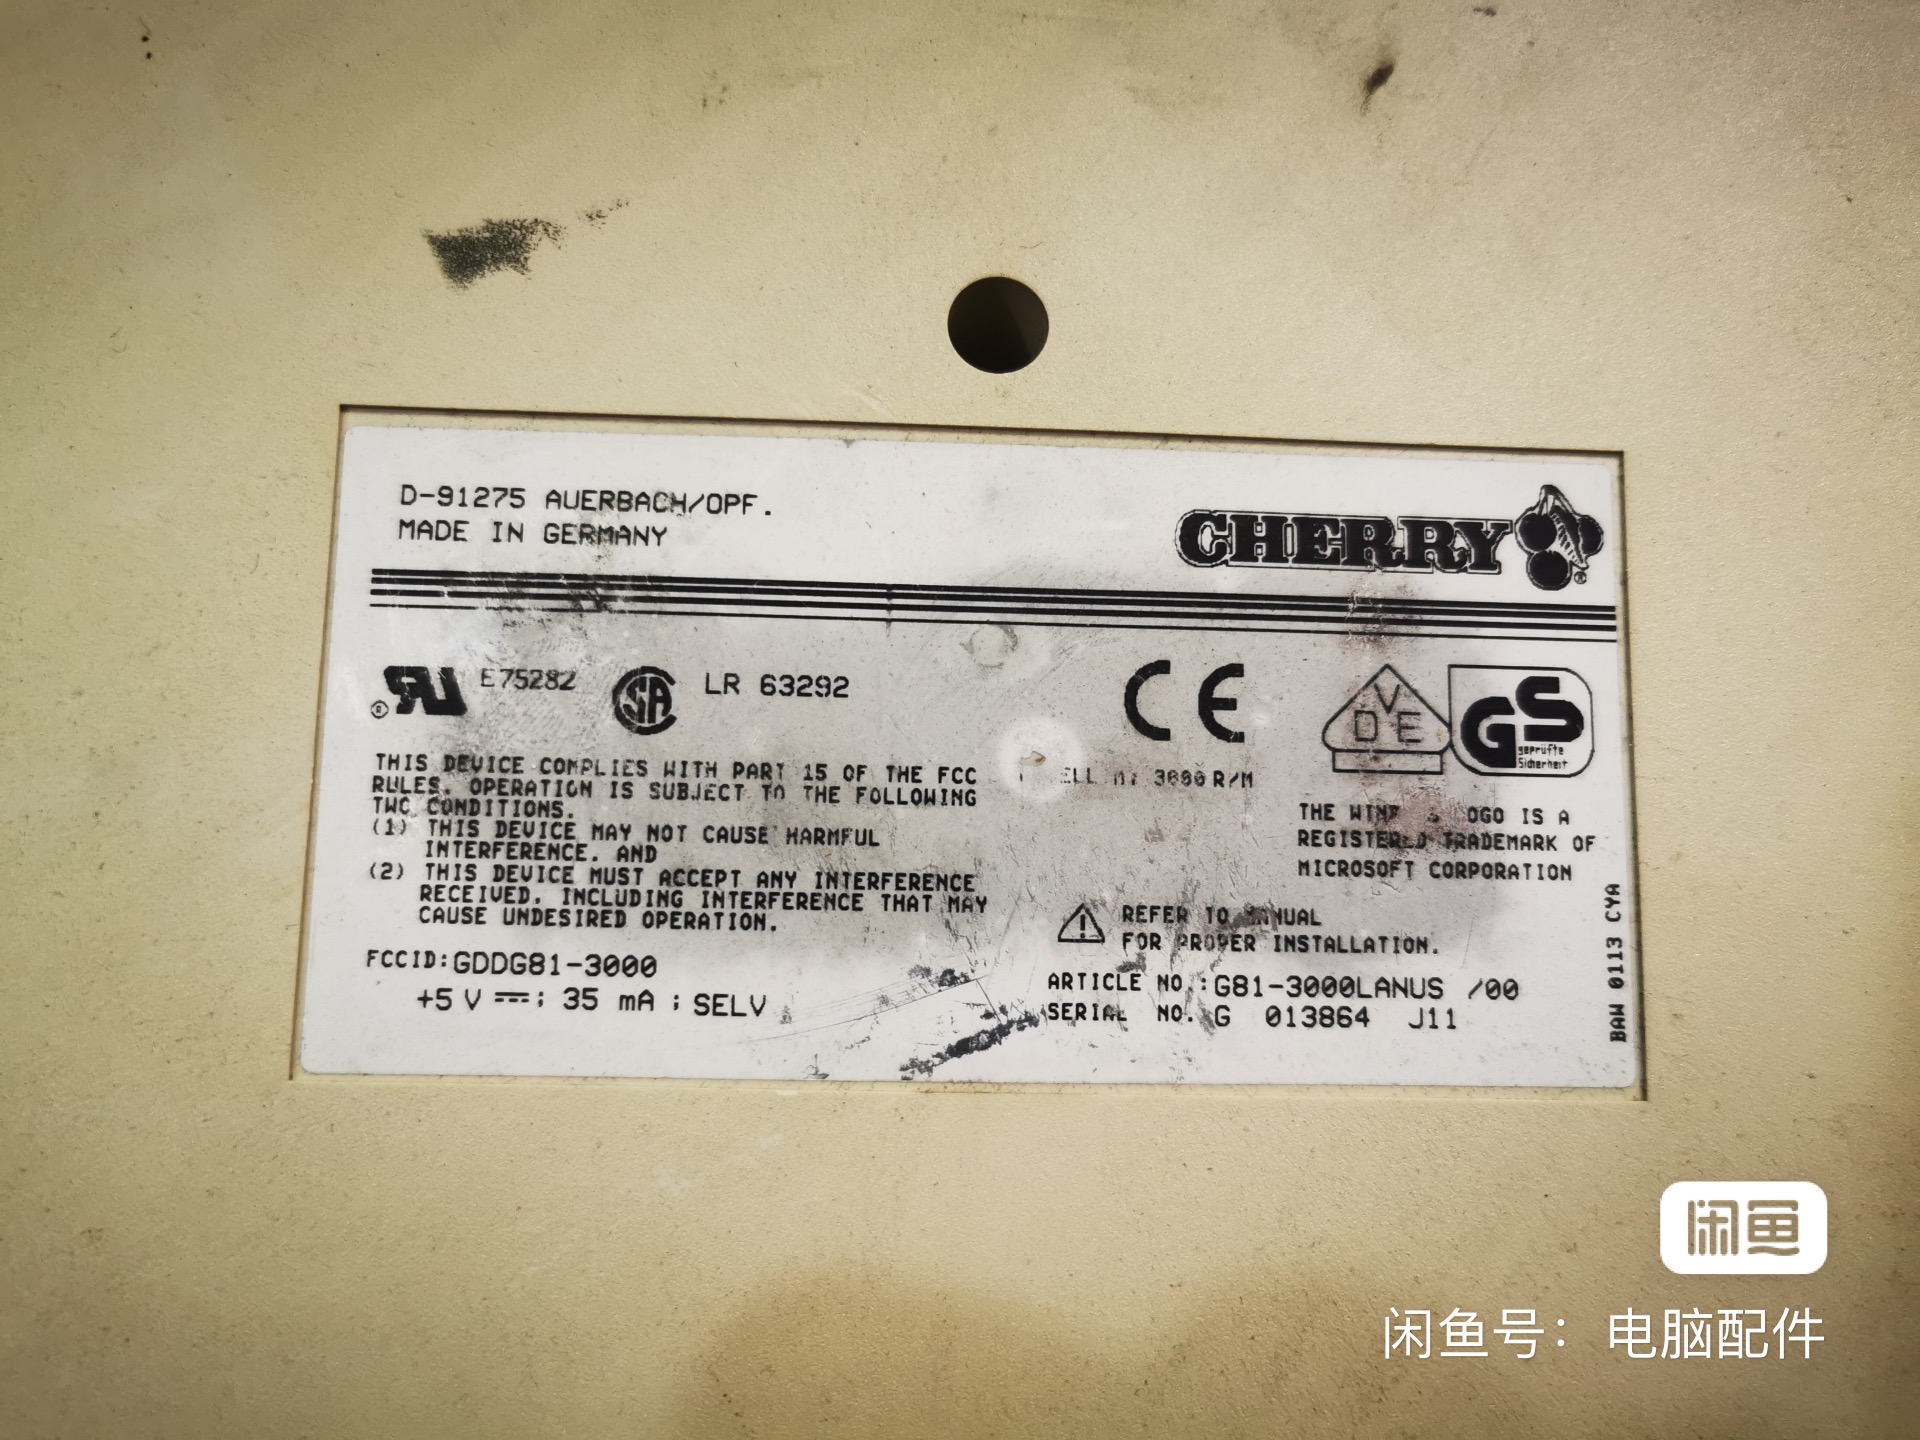 D-91275 AUERBACH/OPF.
MADE IN GERMANY
CHERRY
®
E75282
SA
LR 63292
CE
VDE
GS
geprüfte
Sicherheit
THIS DEVICE COMPLIES WITH PART 15 OF THE FCC
RULES. OPERATION IS SUBJECT TO THE FOLLOWING
TWO CONDITIONS.
(1) THIS DEVICE MAY NOT CAUSE HARMFUL
INTERFERENCE. AND
(2) THIS DEVICE MUST ACCEPT ANY INTERFERENCE
RECEIVED. INCLUDING INTERFERENCE THAT MAY
CAUSE UNDESIRED OPERATION.
FCCID:GDDG81-3000
+5 V ⎓; 35 mA ; SELV
3000 R/M
THE LOGO IS A
REGISTERED TRADEMARK OF
MICROSOFT CORPORATION
REFER TO MANUAL
FOR PROPER INSTALLATION.
ARTICLE NO.:G81-3000LANUS /00
SERIAL NO. G 013864 J11
BAW 0113 CYA
闲鱼
闲鱼号：电脑配件